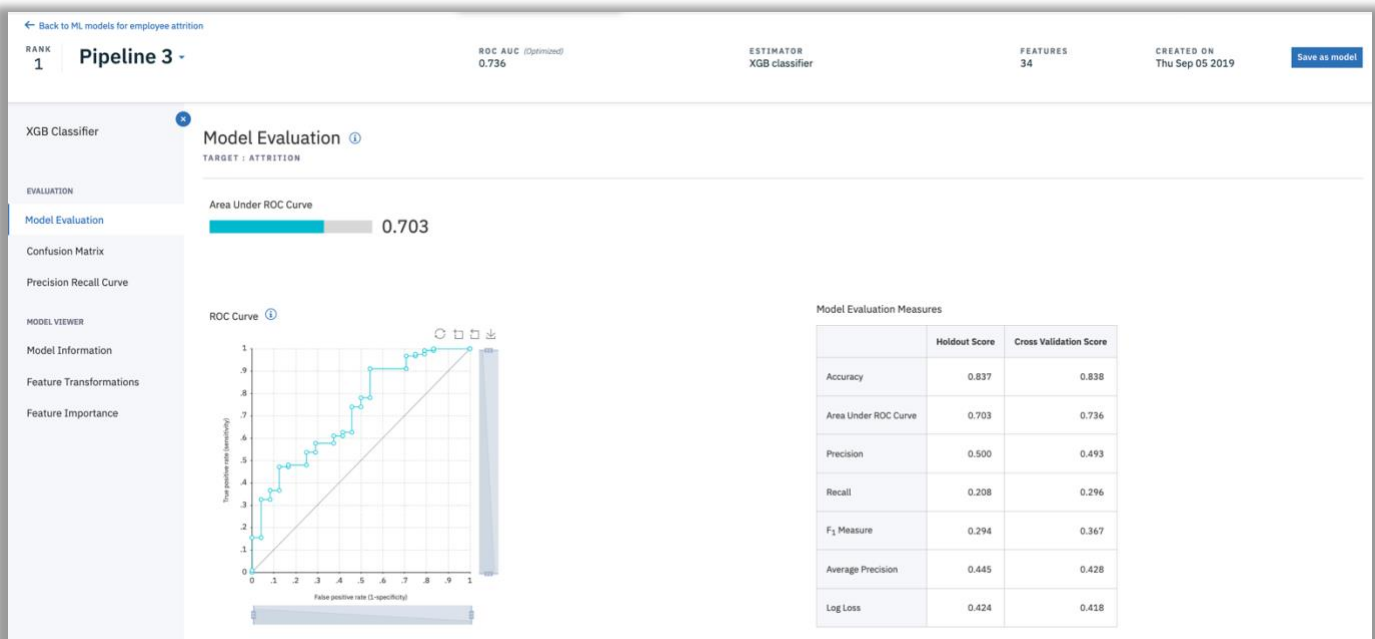 ← Back to ML models for employee attrition
RANK
1
Pipeline 3
ROC AUC (Optimized)
0.736
ESTIMATOR
XGB classifier
FEATURES
34
CREATED ON
Thu Sep 05 2019
Save as model
XGB Classifier
EVALUATION
Model Evaluation
Confusion Matrix
Precision Recall Curve
MODEL VIEWER
Model Information
Feature Transformations
Feature Importance
Model Evaluation
TARGET : ATTRITION
Area Under ROC Curve
0.703
ROC Curve
True positive rate (sensitivity)
1
.9
.8
.7
.6
.5
.4
.3
.2
.1
0
0 .1 .2 .3 .4 .5 .6 .7 .8 .9 1
False positive rate (1-specificity)
Model Evaluation Measures
Holdout Score Cross Validation Score
Accuracy 0.837 0.838
Area Under ROC Curve 0.703 0.736
Precision 0.500 0.493
Recall 0.208 0.296
F1 Measure 0.294 0.367
Average Precision 0.445 0.428
Log Loss 0.424 0.418